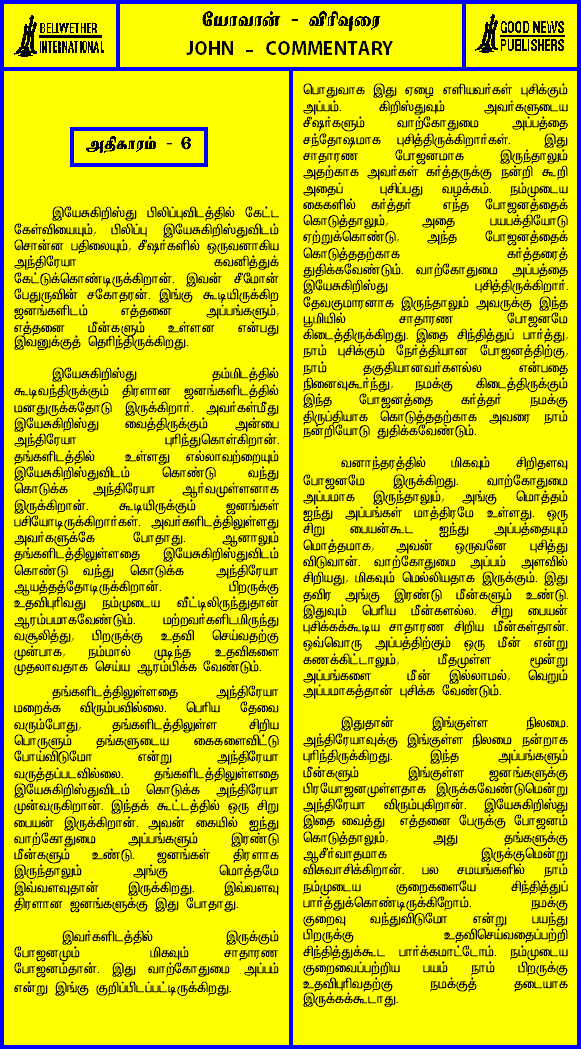 BELWETHER
INTERNATIONAL
யோவான் - விரிவுரை
JOHN - COMMENTARY
GOOD NEWS
PUBLISHERS
அதிகாரம் - 6
இயேசுகிறிஸ்து பிலிப்புவிடத்தில் கேட்ட
கேள்வியையும், பிலிப்பு இயேசுகிறிஸ்துவிடம்
சொன்ன பதிலையும், சீஷர்களில் ஒருவனாகிய
அந்திரேயா கவனித்துக்
கேட்டுக்கொண்டிருக்கிறான். இவன் சீமோன்
பேதுருவின் சகோதரன். இங்கு கூடியிருக்கிற
ஜனங்களிடம் எத்தனை அப்பங்களும்,
எத்தனை மீன்களும் உள்ளன என்பது
இவனுக்குத் தெரிந்திருக்கிறது.
இயேசுகிறிஸ்து தம்மிடத்தில்
கூடிவந்திருக்கும் திரளான ஜனங்களிடத்தில்
மனதுருக்கதோடு இருக்கிறார். அவர்கள்மீது
இயேசுகிறிஸ்து வைத்திருக்கும் அன்பை
அந்திரேயா புரிந்துகொள்கிறான்.
தங்களிடத்தில் உள்ளது எல்லாவற்றையும்
இயேசுகிறிஸ்துவிடம் கொண்டு வந்து
கொடுக்க அந்திரேயா ஆர்வமுள்ளனாக
இருக்கிறான். கூடியிருக்கும் ஜனங்கள்
பசியோடிருக்கிறார்கள். அவர்களிடத்திலுள்ளது
அவர்களுக்கே போதாது. ஆனாலும்
தங்களிடத்திலுள்ளதை இயேசுகிறிஸ்துவிடம்
கொண்டு வந்து கொடுக்க அந்திரேயா
ஆயத்தத்தோடிருக்கிறான். பிறருக்கு
உதவிபுரிவது நம்முடைய வீட்டிலிருந்துதான்
ஆரம்பமாகவேண்டும். மற்றவர்களிடமிருந்து
வசூலித்து, பிறருக்கு உதவி செய்வதற்கு
முன்பாக, நம்மால் முடிந்த உதவிகளை
முதலாவதாக செய்ய ஆரம்பிக்க வேண்டும்.
தங்களிடத்திலுள்ளதை அந்திரேயா
மறைக்க விரும்பவில்லை. பெரிய தேவை
வரும்போது, தங்களிடத்திலுள்ள சிறிய
பொருளும் தங்களுடைய கைகளைவிட்டு
போய்விடுமோ என்று அந்திரேயா
வருத்தப்படவில்லை. தங்களிடத்திலுள்ளதை
இயேசுகிறிஸ்துவிடம் கொடுக்க அந்திரேயா
முன்வருகிறான். இந்தக் கூட்டத்தில் ஒரு சிறு
பையன் இருக்கிறான். அவன் கையில் ஐந்து
வாற்கோதுமை அப்பங்களும் இரண்டு
மீன்களும் உண்டு. ஜனங்கள் திரளாக
இருந்தாலும் அங்கு மொத்தமே
இவ்வளவுதான் இருக்கிறது. இவ்வளவு
திரளான ஜனங்களுக்கு இது போதாது.
இவர்களிடத்தில் இருக்கும்
போஜனமும் மிகவும் சாதாரண
போஜனம்தான். இது வாற்கோதுமை அப்பம்
என்று இங்கு குறிப்பிடப்பட்டிருக்கிறது.
பொதுவாக இது ஏழை எளியவர்கள் புசிக்கும்
அப்பம். கிறிஸ்துவும் அவர்களுடைய
சீஷர்களும் வாற்கோதுமை அப்பத்தை
சந்தோஷமாக புசித்திருக்கிறார்கள். இது
சாதாரண போஜனமாக இருந்தாலும்
அதற்காக அவர்கள் கர்த்தருக்கு நன்றி கூறி
அதைப் புசிப்பது வழக்கம். நம்முடைய
கைகளில் கர்த்தர் எந்த போஜனத்தைக்
கொடுத்தாலும், அதை பயபக்தியோடு
ஏற்றுக்கொண்டு, அந்த போஜனத்தைக்
கொடுத்ததற்காக கர்த்தரைத்
துதிக்கவேண்டும். வாற்கோதுமை அப்பத்தை
இயேசுகிறிஸ்து புசித்திருக்கிறார்.
தேவகுமாரனாக இருந்தாலும் அவருக்கு இந்த
பூமியில் சாதாரண போஜனமே
கிடைத்திருக்கிறது. இதை சிந்தித்துப் பார்த்து,
நாம் புசிக்கும் நேர்த்தியான போஜனத்திற்கு,
நாம் தகுதியானவர்களல்ல என்பதை
நினைவுகூர்ந்து, நமக்கு கிடைத்திருக்கும்
இந்த போஜனத்தை கர்த்தர் நமக்கு
திருப்தியாக கொடுத்ததற்காக அவரை நாம்
நன்றியோடு துதிக்கவேண்டும்.
வனாந்தரத்தில் மிகவும் சிறிதளவு
போஜனமே இருக்கிறது. வாற்கோதுமை
அப்பமாக இருந்தாலும், அங்கு மொத்தம்
ஐந்து அப்பங்கள் மாத்திரமே உள்ளது. ஒரு
சிறு பையன்கூட ஐந்து அப்பத்தையும்
மொத்தமாக, அவன் ஒருவனே புசித்து
விடுவான். வாற்கோதுமை அப்பம் அளவில்
சிறியது, மிகவும் மெல்லியதாக இருக்கும். இது
தவிர அங்கு இரண்டு மீன்களும் உண்டு.
இதுவும் பெரிய மீன்களல்ல. சிறு பையன்
புசிக்கக்கூடிய சாதாரண சிறிய மீன்கள்தான்.
ஒவ்வொரு அப்பத்திற்கும் ஒரு மீன் என்று
கணக்கிட்டாலும், மீதமுள்ள மூன்று
அப்பங்களை மீன் இல்லாமல், வெறும்
அப்பமாகத்தான் புசிக்க வேண்டும்.
இதுதான் இங்குள்ள நிலமை.
அந்திரேயாவுக்கு இங்குள்ள நிலமை நன்றாக
புரிந்திருக்கிறது. இந்த அப்பங்களும்
மீன்களும் இங்குள்ள ஜனங்களுக்கு
பிரயோஜனமுள்ளதாக இருக்கவேண்டுமென்று
அந்திரேயா விரும்புகிறான். இயேசுகிறிஸ்து
இதை வைத்து எத்தனை பேருக்கு போஜனம்
கொடுத்தாலும், அது தங்களுக்கு
ஆசீர்வாதமாக இருக்குமென்று
விசுவாசிக்கிறான். பல சமயங்களில் நாம்
நம்முடைய குறைகளையே சிந்தித்துப்
பார்த்துக்கொண்டிருக்கிறோம். நமக்கு
குறைவு வந்துவிடுமோ என்று பயந்து
பிறருக்கு உதவிசெய்வதைப்பற்றி
சிந்தித்துக்கூட பார்க்கமாட்டோம். நம்முடைய
குறைவைப்பற்றிய பயம் நாம் பிறருக்கு
உதவிபுரிவதற்கு நமக்குத் தடையாக
இருக்கக்கூடாது.